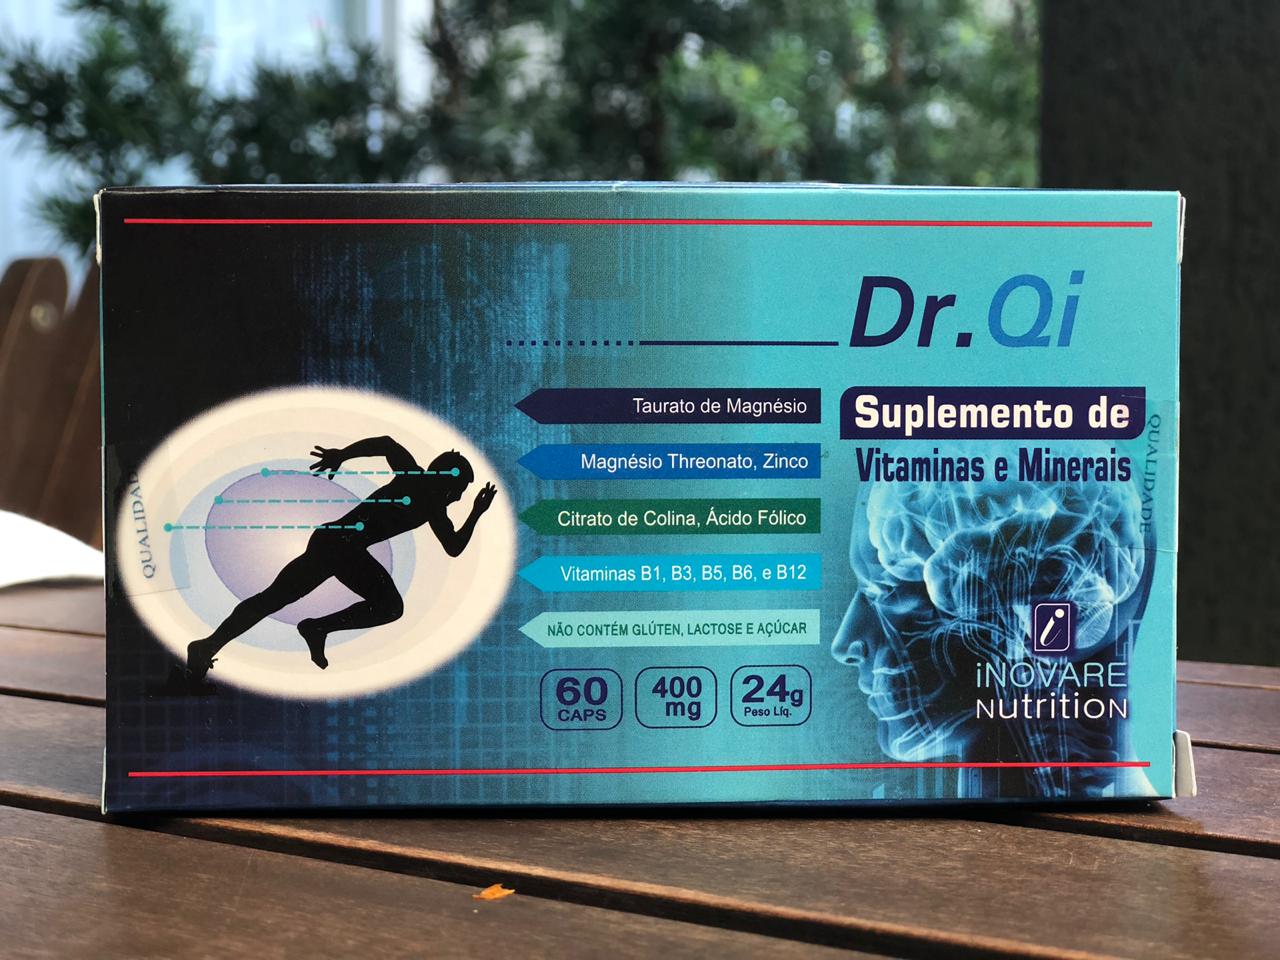 Dr.Qi
Suplemento de
Vitaminas e Minerais
Taurato de Magnésio
Magnésio Threonato, Zinco
Citrato de Colina, Ácido Fólico
Vitaminas B1, B3, B5, B6, e B12
NÃO CONTÉM GLÚTEN, LACTOSE E AÇÚCAR
60
CAPS
400
mg
24g
Peso Líq.
i
iNOVARE
NutritioN
QUALIDAD
QUALIDADE